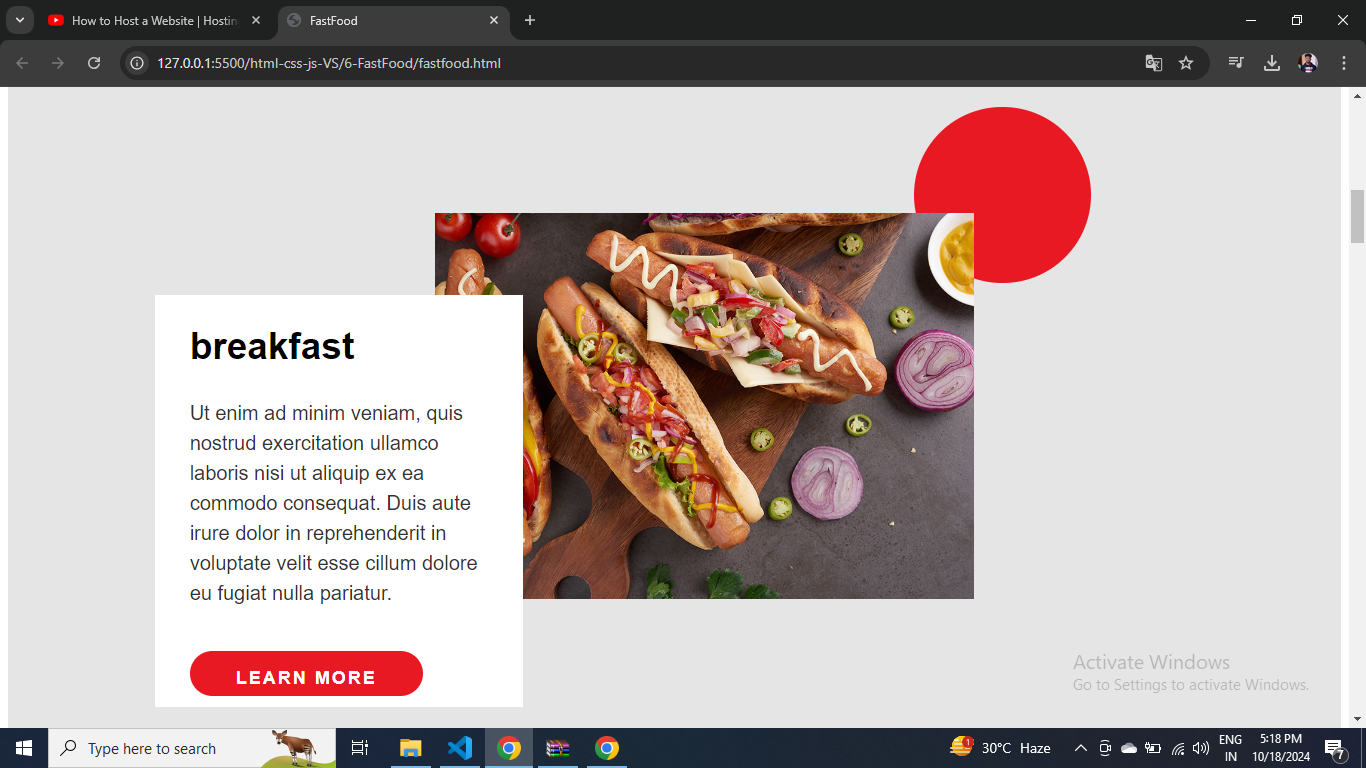 How to Host a Website | Hostin
FastFood
127.0.0.1:5500/html-css-js-VS/6-FastFood/fastfood.html
breakfast
Ut enim ad minim veniam, quis
nostrud exercitation ullamco
laboris nisi ut aliquip ex ea
commodo consequat. Duis aute
irure dolor in reprehenderit in
voluptate velit esse cillum dolore
eu fugiat nulla pariatur.
LEARN MORE
Activate Windows
Go to Settings to activate Windows.
Type here to search
1
30°C Haze
ENG
IN
5:18 PM
10/18/2024
7